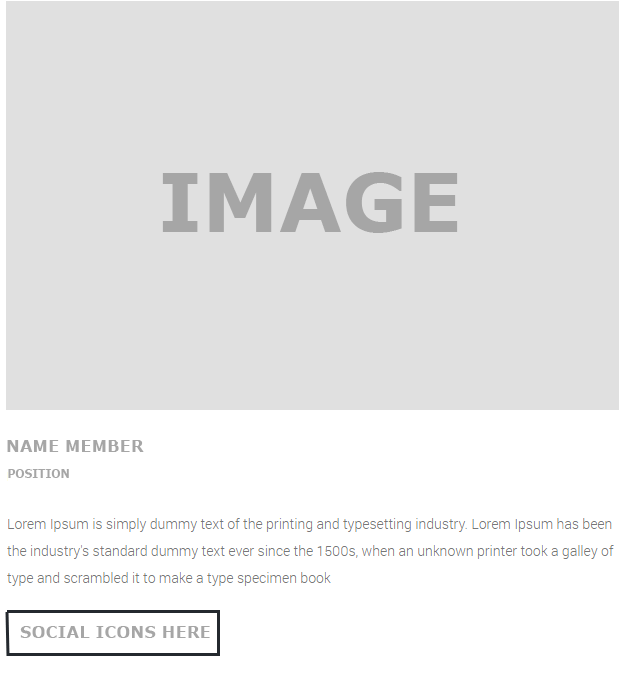 IMAGE
NAME MEMBER
POSITION
Lorem Ipsum is simply dummy text of the printing and typesetting industry. Lorem Ipsum has been
the industry's standard dummy text ever since the 1500s, when an unknown printer took a galley of
type and scrambled it to make a type specimen book
SOCIAL ICONS HERE